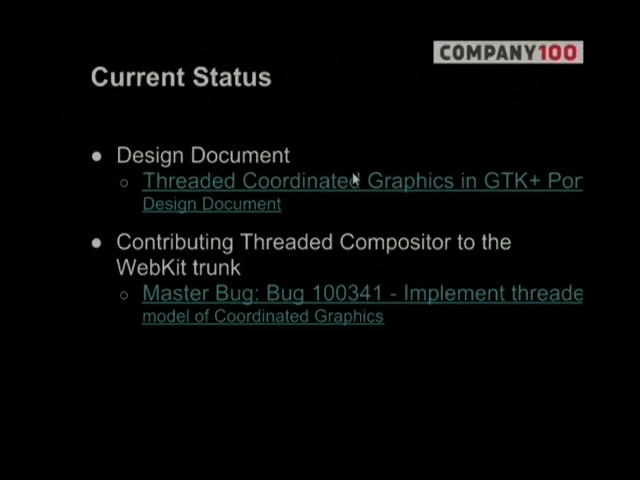 COMPANY100
Current Status
● Design Document
○ Threaded Coordinated Graphics in GTK+ Por
Design Document
● Contributing Threaded Compositor to the
WebKit trunk
○ Master Bug: Bug 100341 - Implement threade
model of Coordinated Graphics